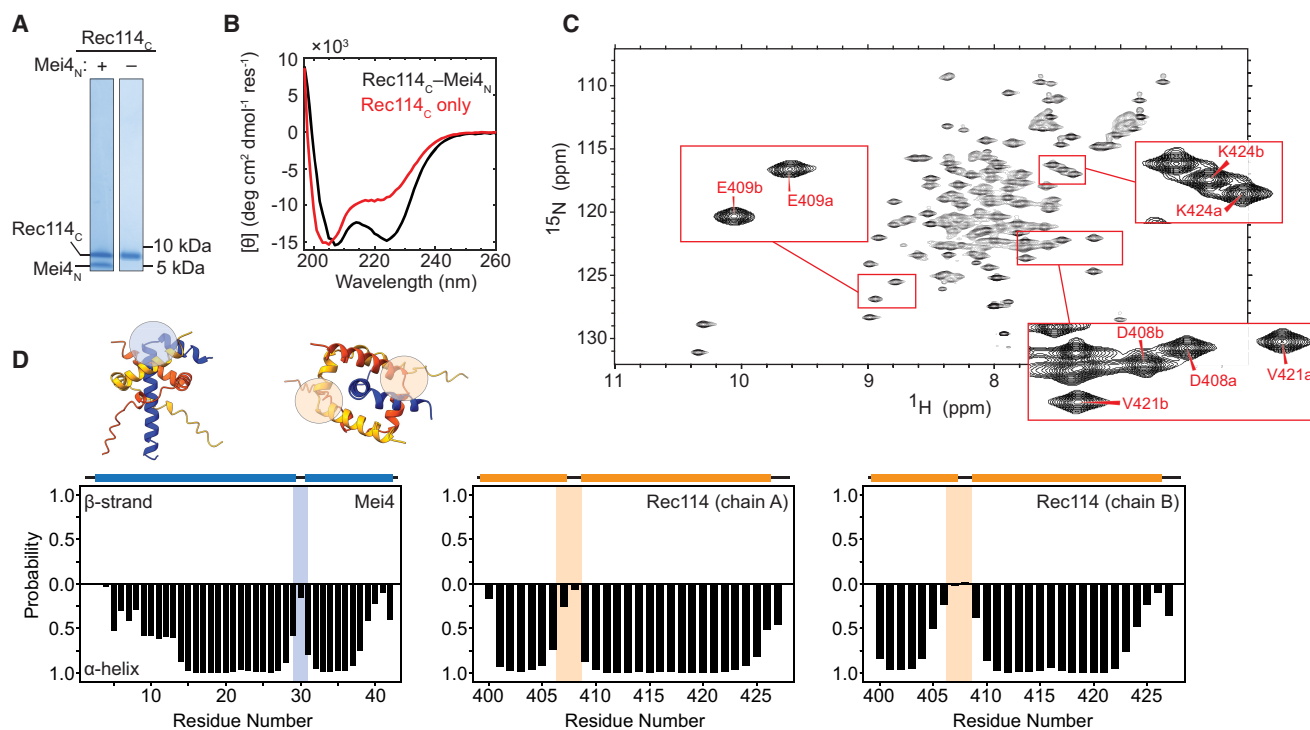 A
Rec114C
Mei4N: + −
Rec114C
Mei4N
10 kDa
5 kDa
B
×10³
10
5
0
-5
-10
-15
[θ] (deg cm² dmol⁻¹ res⁻¹)
Rec114C–Mei4N
Rec114C only
200 220 240 260
Wavelength (nm)
C
110
115
120
125
130
¹⁵N (ppm)
11 10 9 8
¹H (ppm)
E409b
E409a
K424b
K424a
D408b
D408a
V421a
V421b
D
Probability
1.0
0.5
0.0
0.5
1.0
β-strand
Mei4
α-helix
10 20 30 40
Residue Number
1.0
0.5
0.0
0.5
1.0
Rec114 (chain A)
400 405 410 415 420 425
Residue Number
1.0
0.5
0.0
0.5
1.0
Rec114 (chain B)
400 405 410 415 420 425
Residue Number